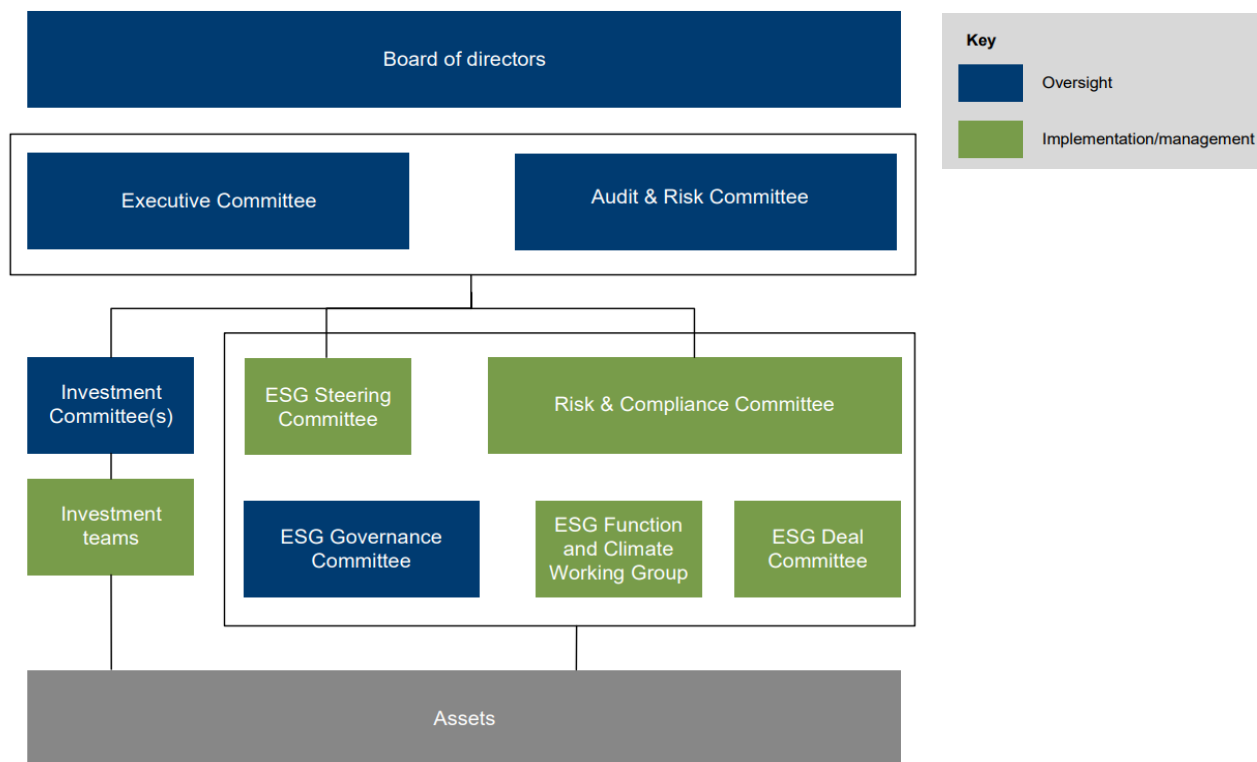 Board of directors
Key
Oversight
Implementation/management
Executive Committee
Audit & Risk Committee
Investment
Committee(s)
ESG Steering
Committee
Risk & Compliance Committee
Investment
teams
ESG Governance
Committee
ESG Function
and Climate
Working Group
ESG Deal
Committee
Assets